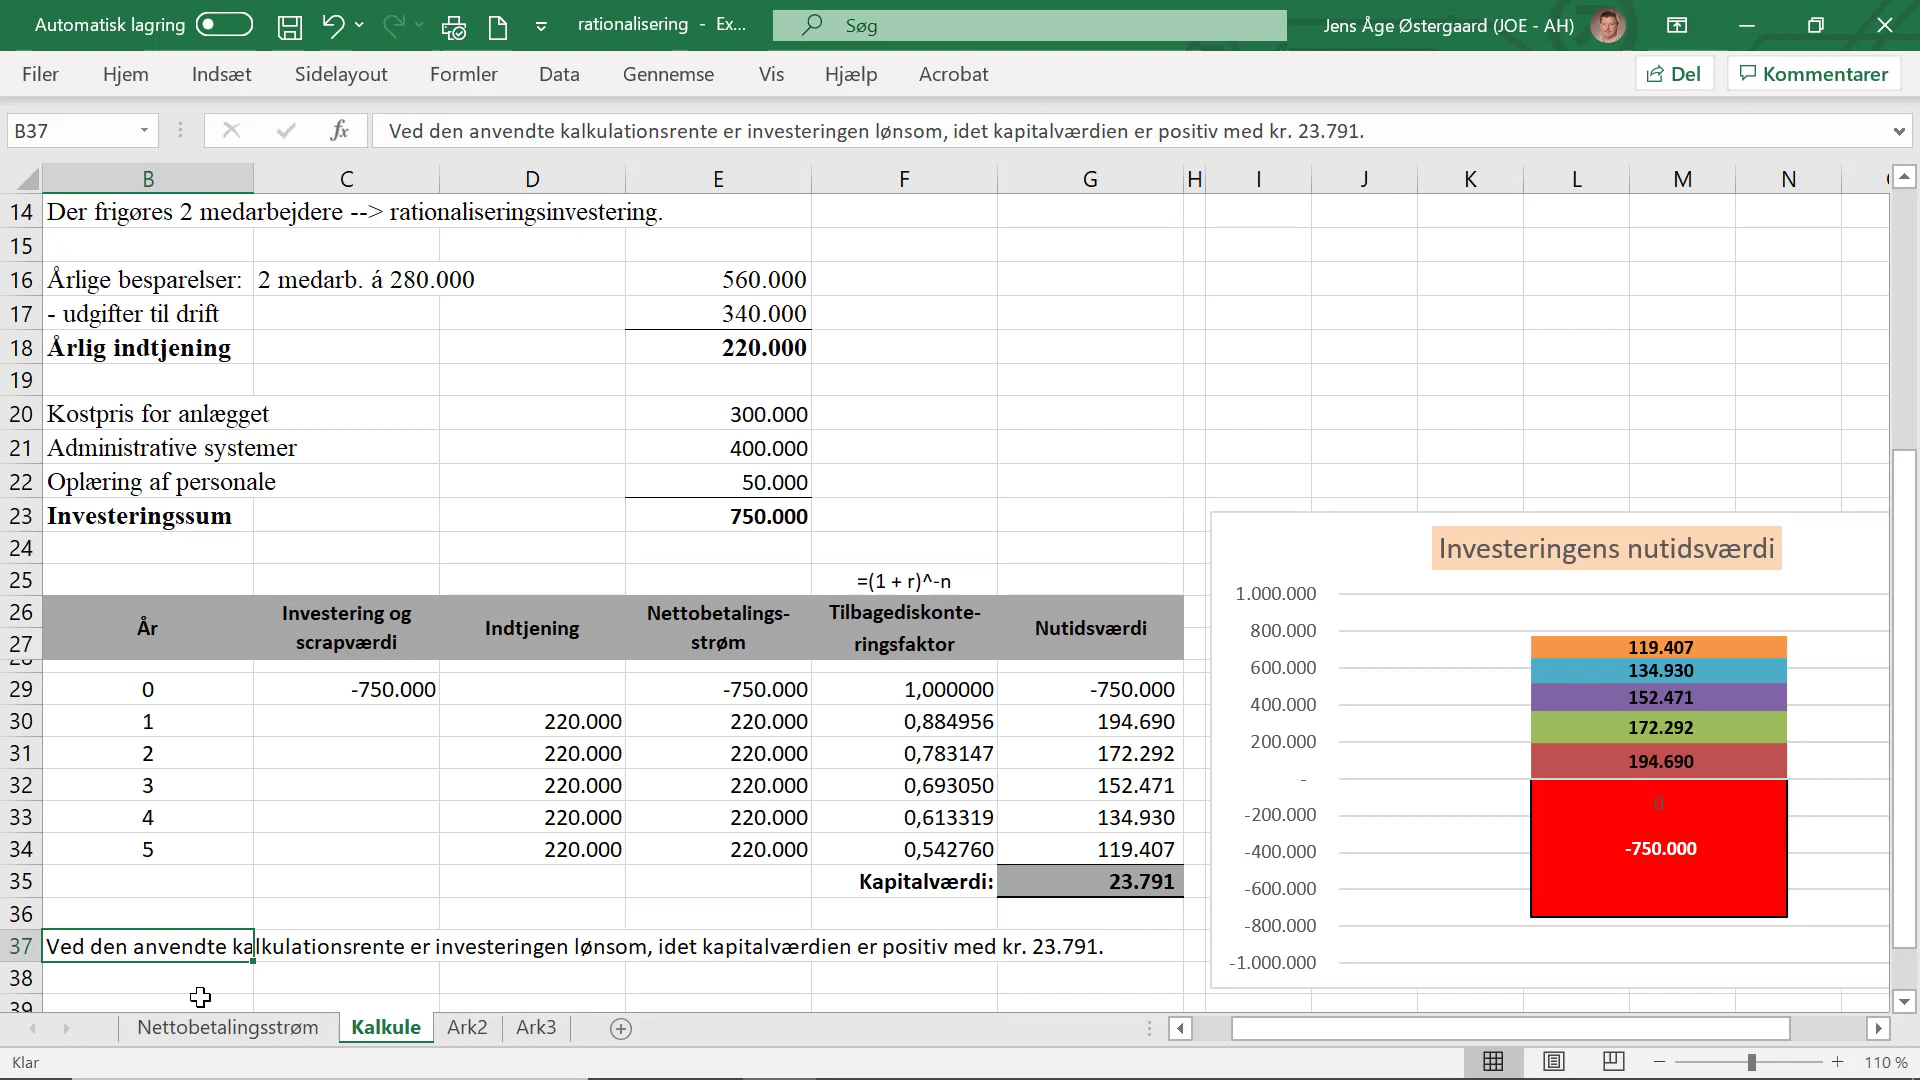 Automatisk lagring
rationalisering - Ex...
Søg
Jens Åge Østergaard (JOE - AH)
Filer Hjem Indsæt Sidelayout Formler Data Gennemse Vis Hjælp Acrobat Del Kommentarer
B37 fx Ved den anvendte kalkulationsrente er investeringen lønsom, idet kapitalværdien er positiv med kr. 23.791.
B C D E F G H I J K L M N
14 Der frigøres 2 medarbejdere --> rationaliseringsinvestering.
15
16 Årlige besparelser: 2 medarb. á 280.000 560.000
17 - udgifter til drift 340.000
18 Årlig indtjening 220.000
19
20 Kostpris for anlægget 300.000
21 Administrative systemer 400.000
22 Oplæring af personale 50.000
23 Investeringssum 750.000
24
25 =(1 + r)^-n
26 År Investering og Indtjening Nettobetalings- Tilbagediskonte- Nutidsværdi
27 scrapværdi strøm ringsfaktor
28
29 0 -750.000 -750.000 1,000000 -750.000
30 1 220.000 220.000 0,884956 194.690
31 2 220.000 220.000 0,783147 172.292
32 3 220.000 220.000 0,693050 152.471
33 4 220.000 220.000 0,613319 134.930
34 5 220.000 220.000 0,542760 119.407
35 Kapitalværdi: 23.791
36
37 Ved den anvendte kalkulationsrente er investeringen lønsom, idet kapitalværdien er positiv med kr. 23.791.
38
39
Investeringens nutidsværdi
1.000.000
800.000
600.000
400.000
200.000
-
-200.000
-400.000
-600.000
-800.000
-1.000.000
119.407
134.930
152.471
172.292
194.690
0
-750.000
Nettobetalingsstrøm Kalkule Ark2 Ark3
Klar
110 %